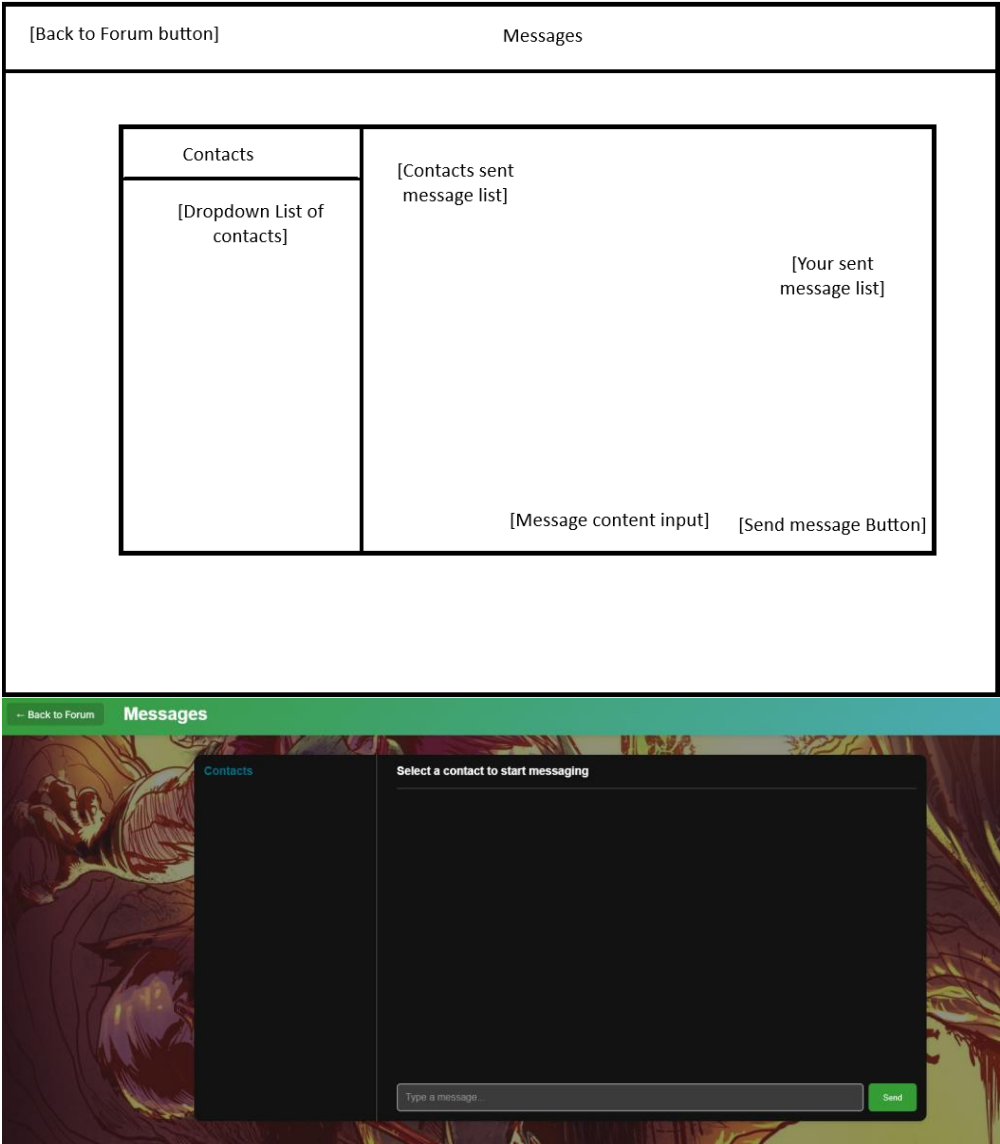 [Back to Forum button]
Messages
Contacts
[Dropdown List of
contacts]
[Contacts sent
message list]
[Your sent
message list]
[Message content input]
[Send message Button]
← Back to Forum
Messages
Contacts
Select a contact to start messaging
Type a message...
Send